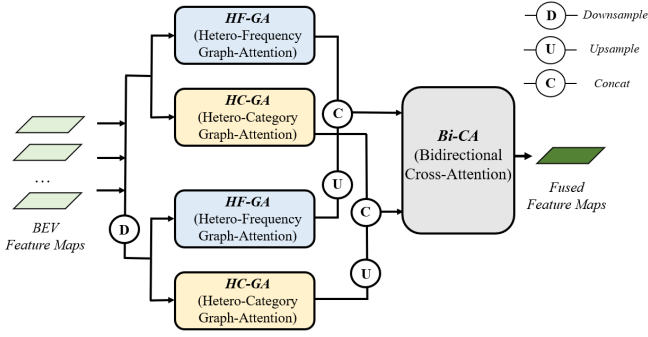 HF-GA
(Hetero-Frequency
Graph-Attention)
D
Downsample
U
Upsample
C
Concat
HC-GA
(Hetero-Category
Graph-Attention)
C
Bi-CA
(Bidirectional
Cross-Attention)
...
BEV
Feature Maps
D
HF-GA
(Hetero-Frequency
Graph-Attention)
U
C
Fused
Feature Maps
HC-GA
(Hetero-Category
Graph-Attention)
U